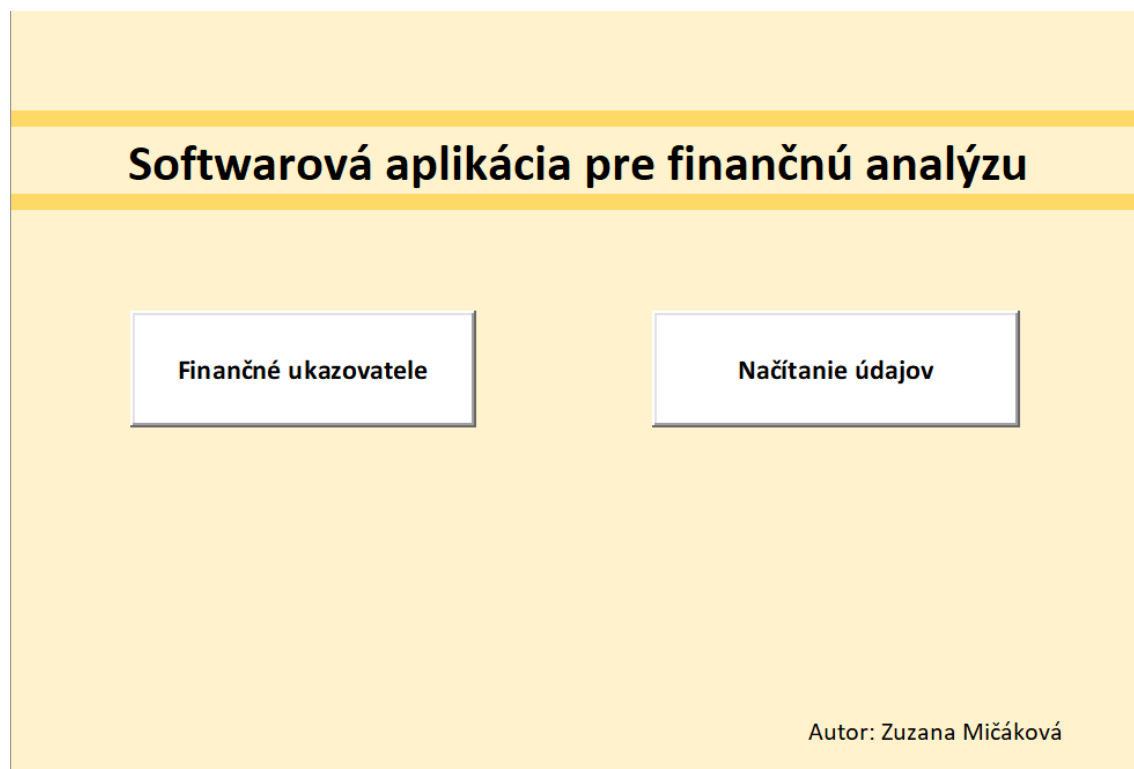 Softwarová aplikácia pre finančnú analýzu
Finančné ukazovatele
Načítanie údajov
Autor: Zuzana Mičáková